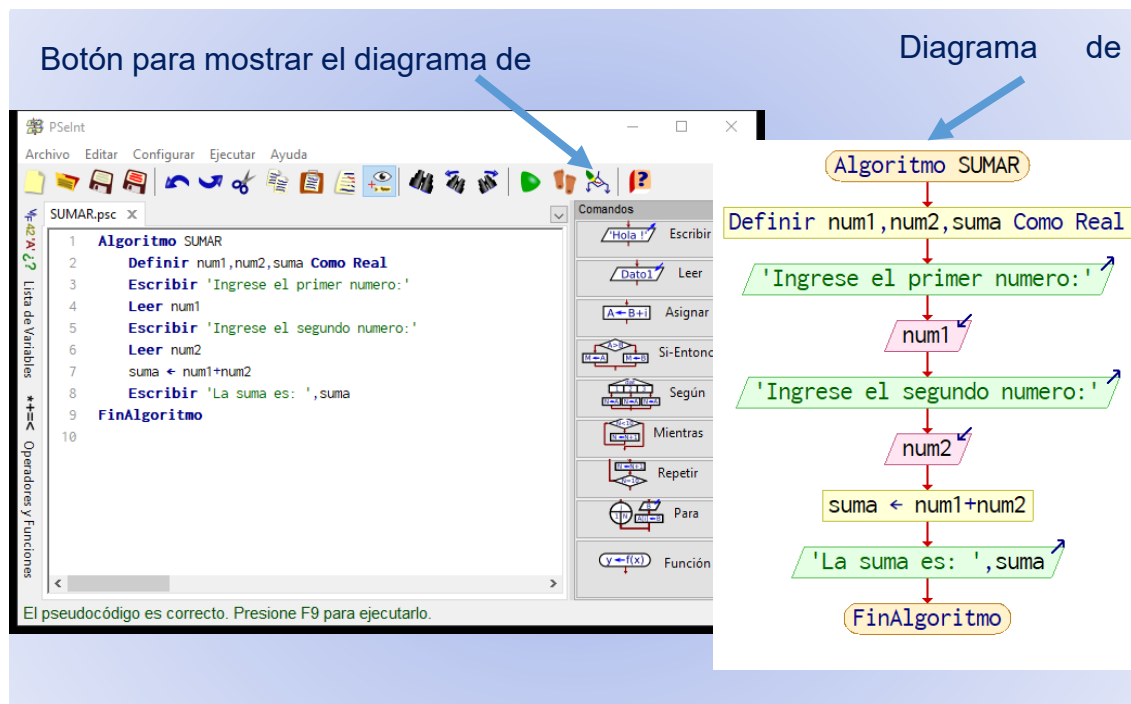 Botón para mostrar el diagrama de
Diagrama de
PSeInt
Archivo Editar Configurar Ejecutar Ayuda
SUMAR.psc X
Lista de Variables
Operadores y Funciones
1 Algoritmo SUMAR
2 Definir num1,num2,suma Como Real
3 Escribir 'Ingrese el primer numero:'
4 Leer num1
5 Escribir 'Ingrese el segundo numero:'
6 Leer num2
7 suma ← num1+num2
8 Escribir 'La suma es: ',suma
9 FinAlgoritmo
10
Comandos
'Hola !' Escribir
Dato1 Leer
A←B+i Asignar
Si-Entonc
Según
Mientras
Repetir
Para
y←f(x) Función
El pseudocódigo es correcto. Presione F9 para ejecutarlo.
Algoritmo SUMAR
Definir num1,num2,suma Como Real
'Ingrese el primer numero:'
num1
'Ingrese el segundo numero:'
num2
suma ← num1+num2
'La suma es: ',suma
FinAlgoritmo